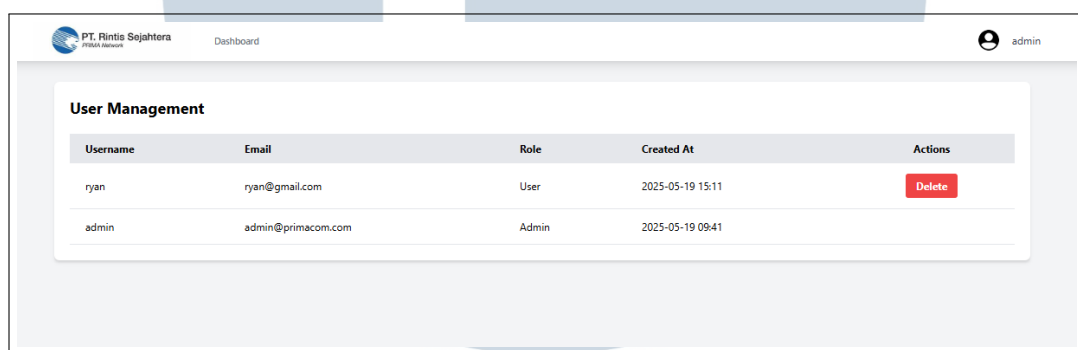 PT. Rintis Sejahtera
PRIMA Network
Dashboard
admin
User Management
Username Email Role Created At Actions
ryan ryan@gmail.com User 2025-05-19 15:11 Delete
admin admin@primacom.com Admin 2025-05-19 09:41